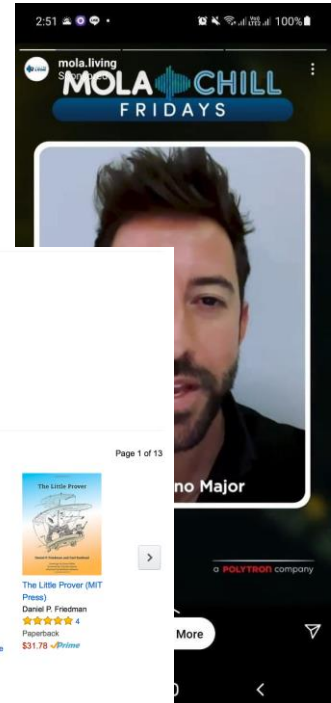 2:51
100%
mola.living
Sponsored
MOLA CHILL
FRIDAYS
no Major
a POLYTRON company
More
Page 1 of 13
The Little Prover
The Little Prover (MIT
Press)
Daniel P. Friedman
4
Paperback
$31.78 Prime